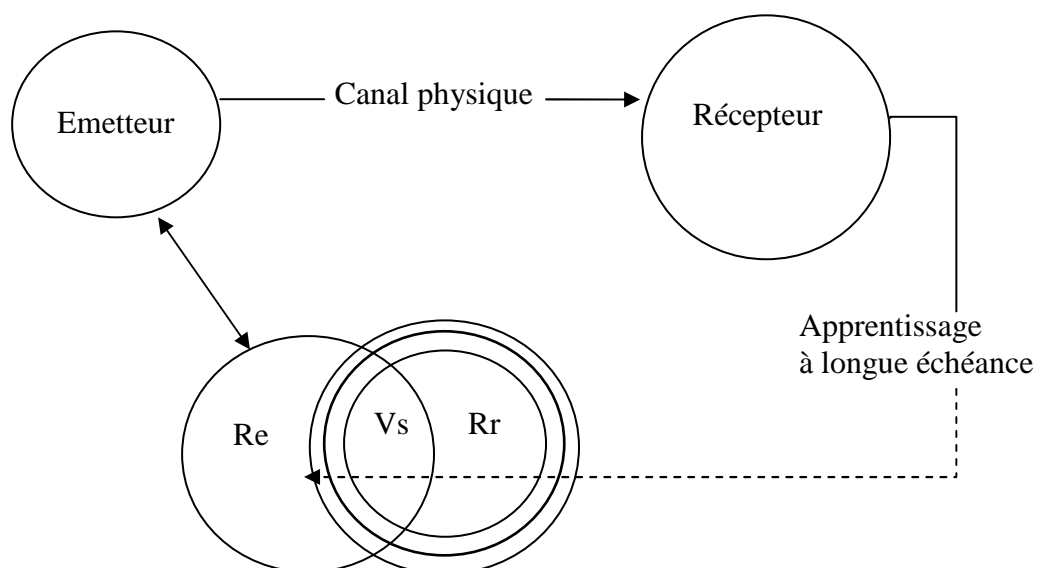 Emetteur
Canal physique
Récepteur
Apprentissage
à longue échéance
Re
Vs
Rr